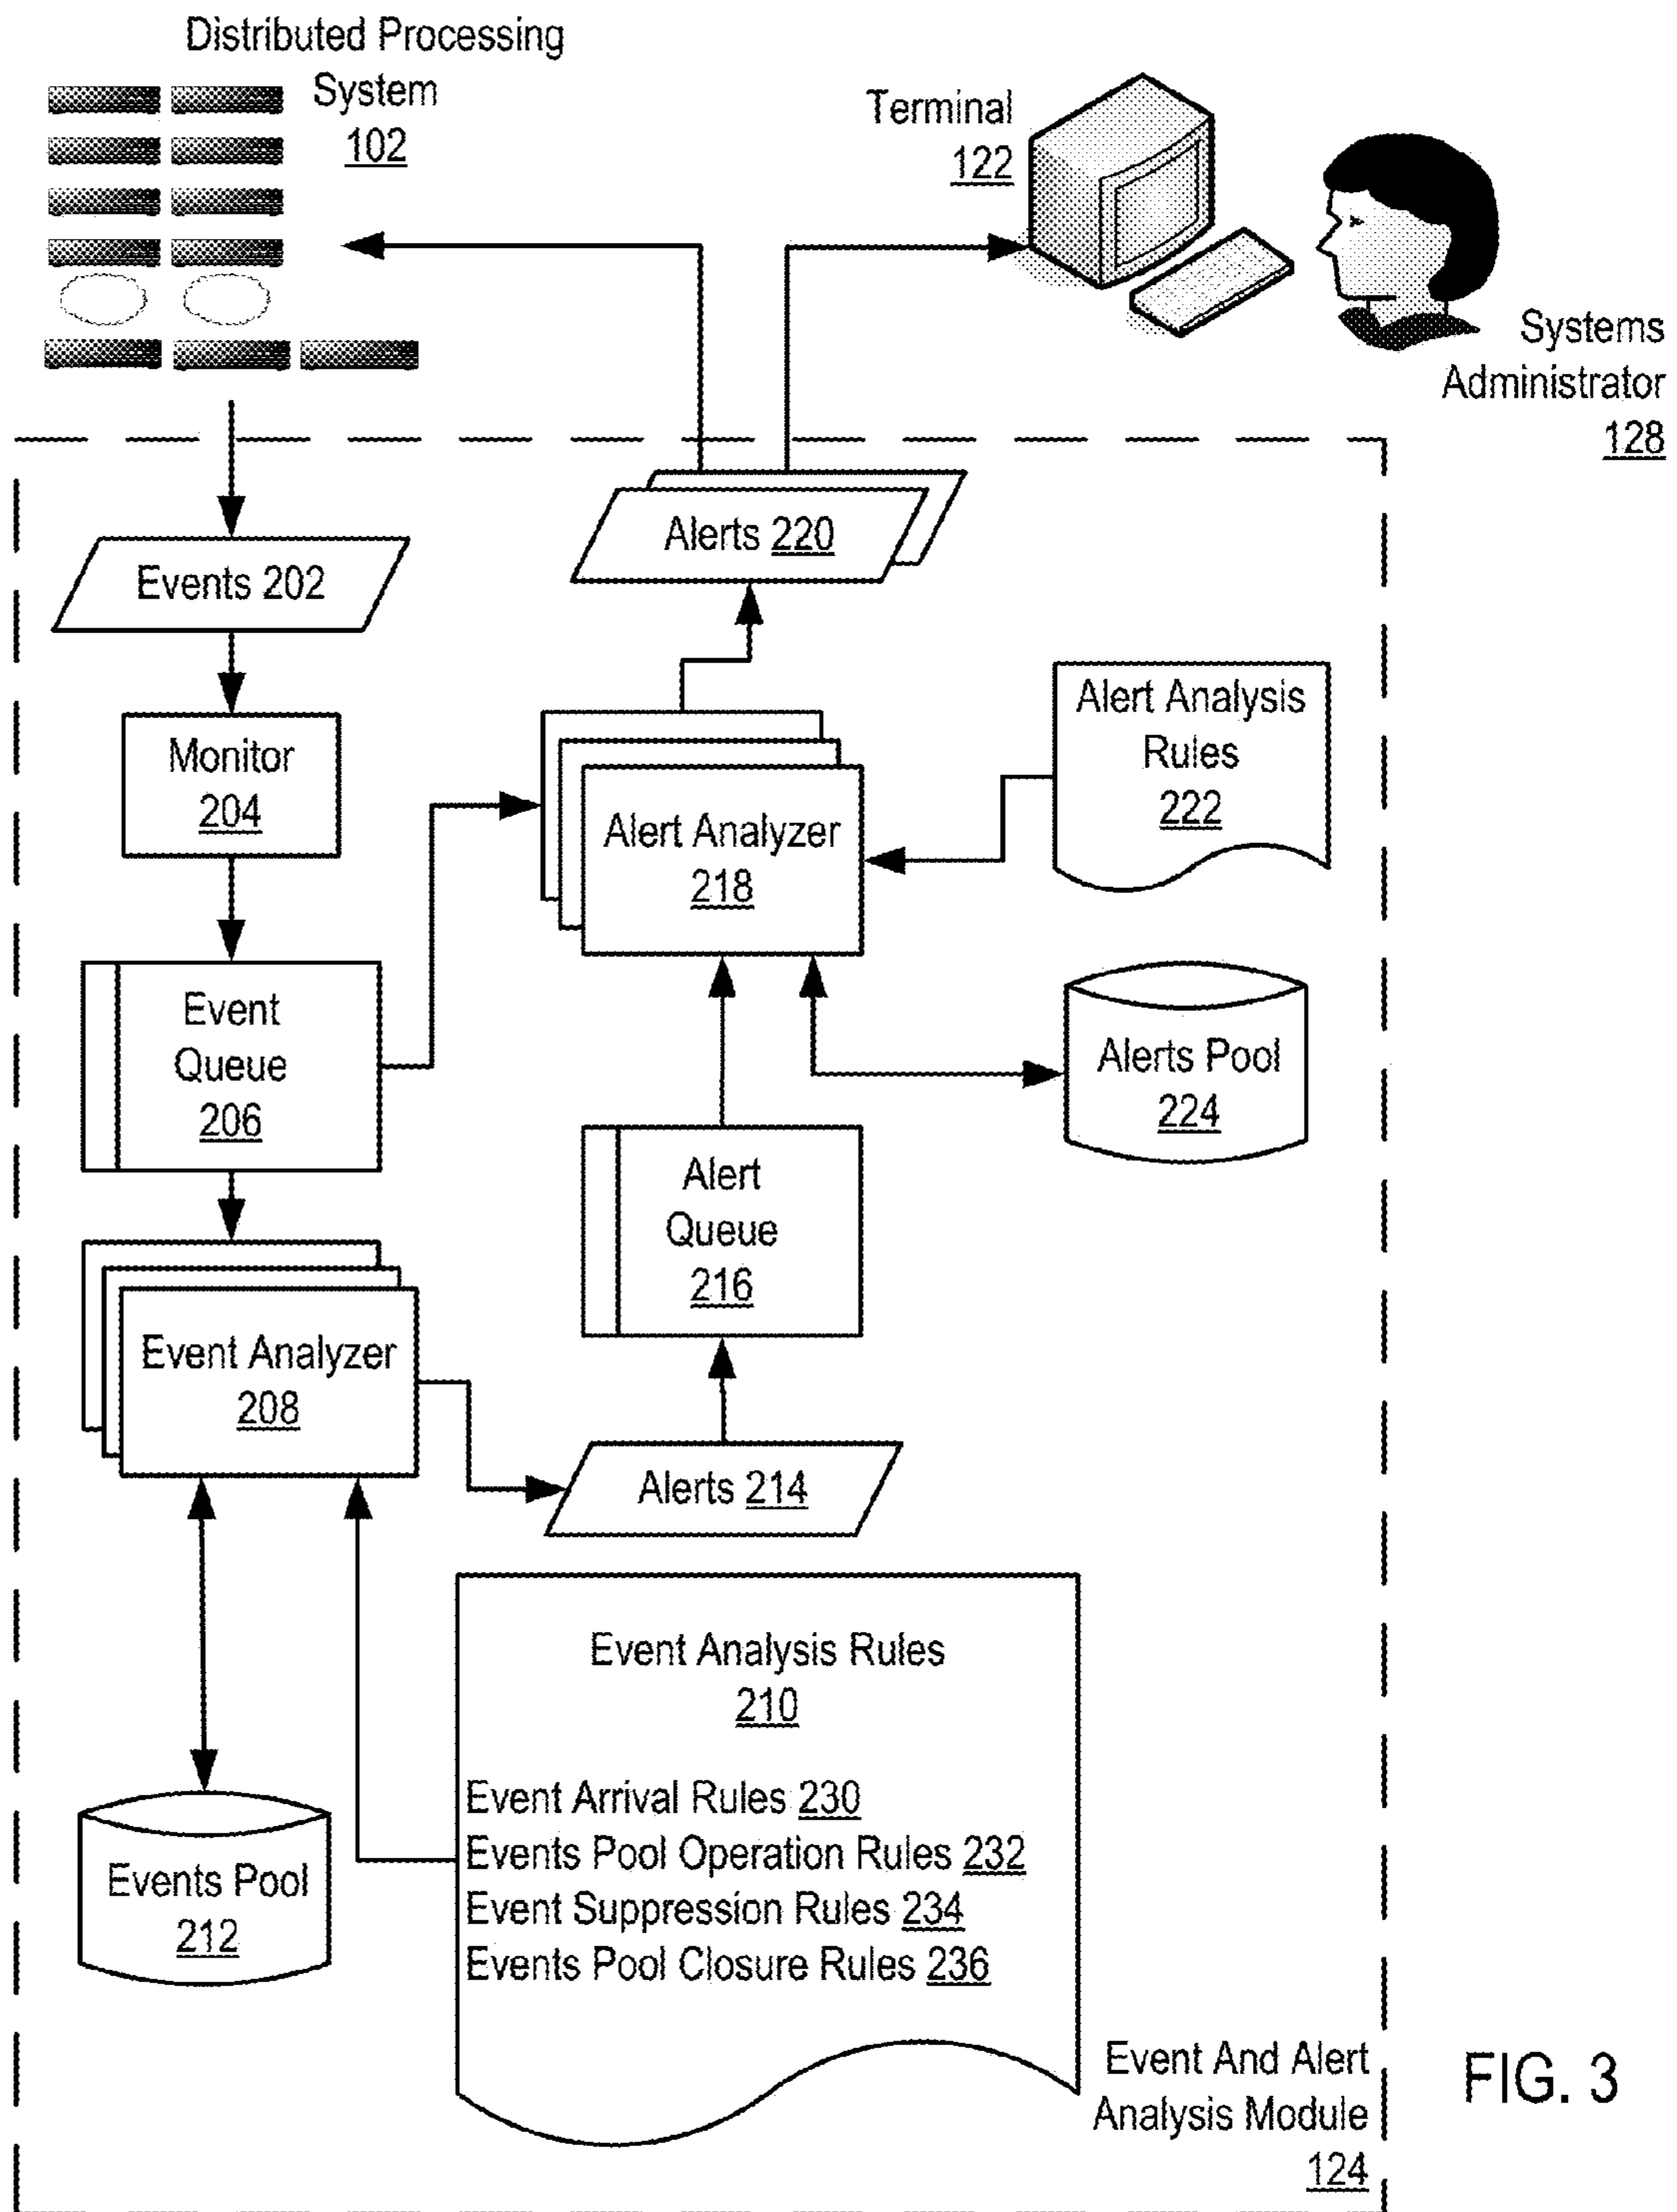 Distributed Processing
System
102
Terminal
122
Systems
Administrator
128
Alerts 220
Events 202
Monitor
204
Alert Analysis
Rules
222
Alert Analyzer
218
Event
Queue
206
Alerts Pool
224
Alert
Queue
216
Event Analyzer
208
Alerts 214
Event Analysis Rules
210
Event Arrival Rules 230
Events Pool Operation Rules 232
Event Suppression Rules 234
Events Pool Closure Rules 236
Events Pool
212
Event And Alert
Analysis Module
124
FIG. 3